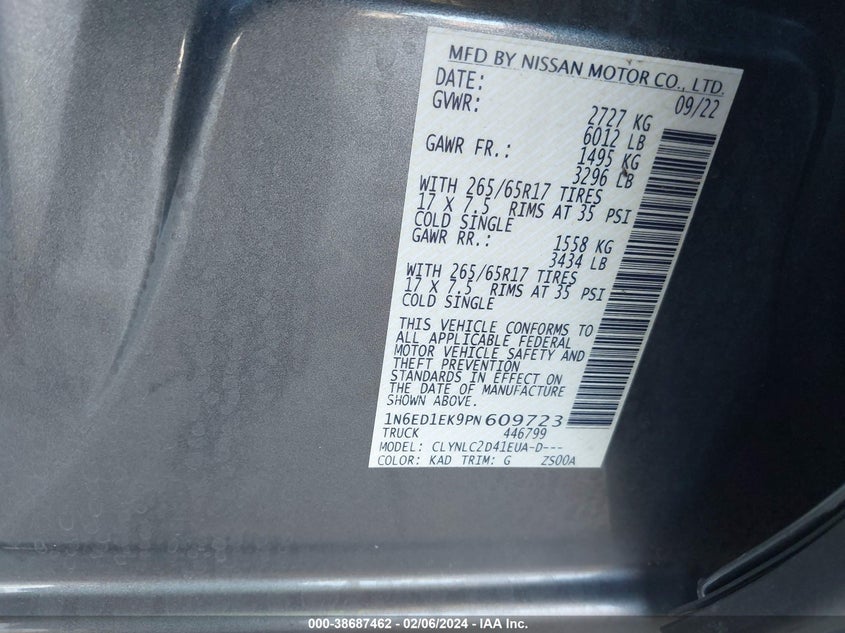 MFD BY NISSAN MOTOR CO., LTD.
DATE: 09/22
GVWR: 2727 KG
6012 LB
GAWR FR.: 1495 KG
3296 LB
WITH 265/65R17 TIRES
17 X 7.5 RIMS AT 35 PSI
COLD SINGLE
GAWR RR.: 1558 KG
3434 LB
WITH 265/65R17 TIRES
17 X 7.5 RIMS AT 35 PSI
COLD SINGLE
THIS VEHICLE CONFORMS TO
ALL APPLICABLE FEDERAL
MOTOR VEHICLE SAFETY AND
THEFT PREVENTION
STANDARDS IN EFFECT ON
THE DATE OF MANUFACTURE
SHOWN ABOVE.
1N6ED1EK9PN609723
TRUCK 446799
MODEL: CLYNLC2D41EUA-D---
COLOR: KAD TRIM: G ZS00A
000-38687462 - 02/06/2024 - IAA Inc.